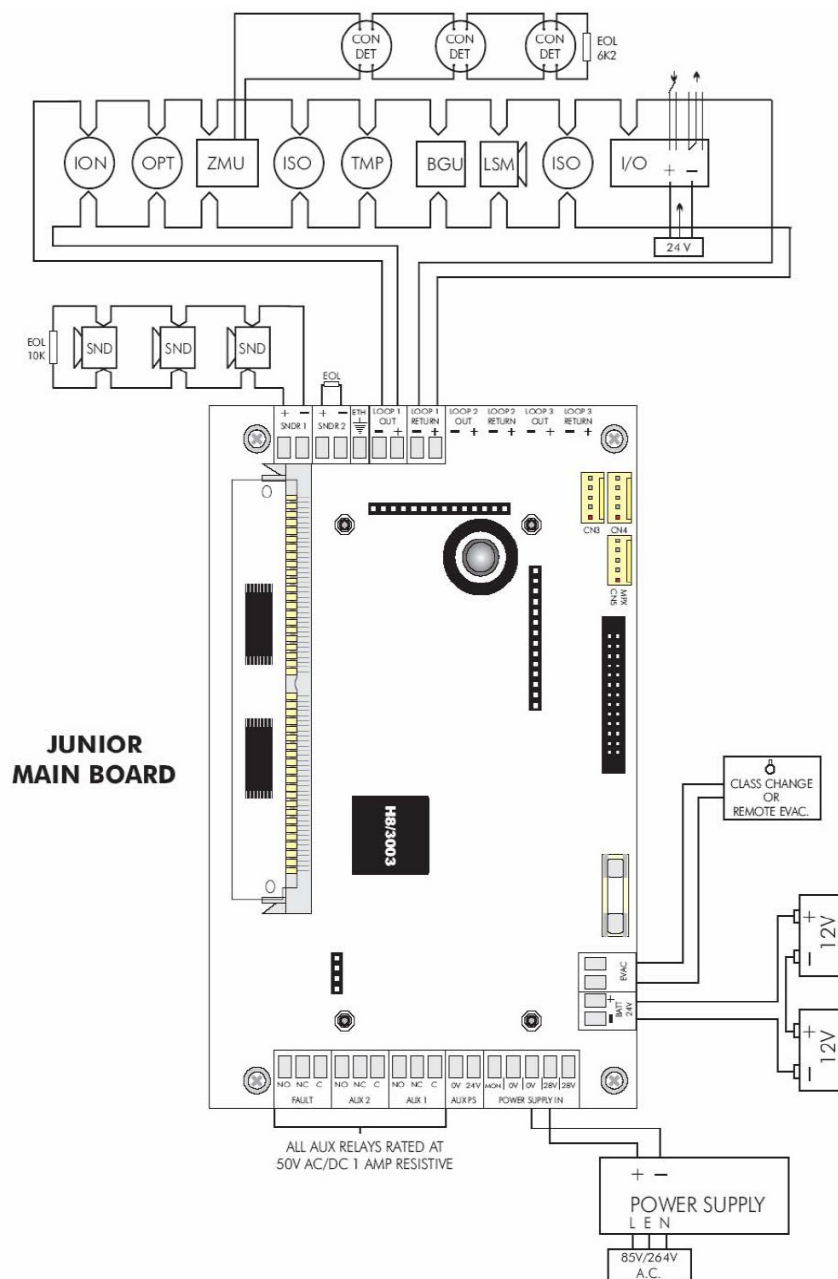 CON
DET
CON
DET
CON
DET
EOL
6K2
ION
OPT
ZMU
ISO
TMP
BGU
LSM
ISO
I/O
+ −
24 V
EOL
10K
SND
SND
SND
EOL
+ −
SNDR 1
+ −
SNDR 2
ETH
LOOP 1
OUT
− +
LOOP 1
RETURN
− +
LOOP 2
OUT
− +
LOOP 2
RETURN
− +
LOOP 3
OUT
− +
LOOP 3
RETURN
− +
CN3
CN4
MPX
CN5
JUNIOR
MAIN BOARD
H8/3003
CLASS CHANGE
OR
REMOTE EVAC.
EVAC
+ −
BATT
24V
+ −
12V
+ −
12V
NO NC C
FAULT
NO NC C
AUX 2
NO NC C
AUX 1
0V 24V
AUX PS
MON 0V 0V 28V 28V
POWER SUPPLY IN
ALL AUX RELAYS RATED AT
50V AC/DC 1 AMP RESISTIVE
+ −
POWER SUPPLY
L E N
85V/264V
A.C.